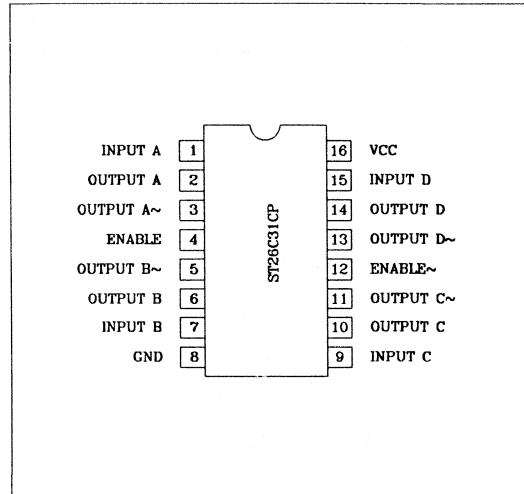 INPUT A 1 16 VCC
OUTPUT A 2 15 INPUT D
OUTPUT A~ 3 14 OUTPUT D
ENABLE 4 13 OUTPUT D~
OUTPUT B~ 5 12 ENABLE~
OUTPUT B 6 11 OUTPUT C~
INPUT B 7 10 OUTPUT C
GND 8 9 INPUT C
ST26C31CP